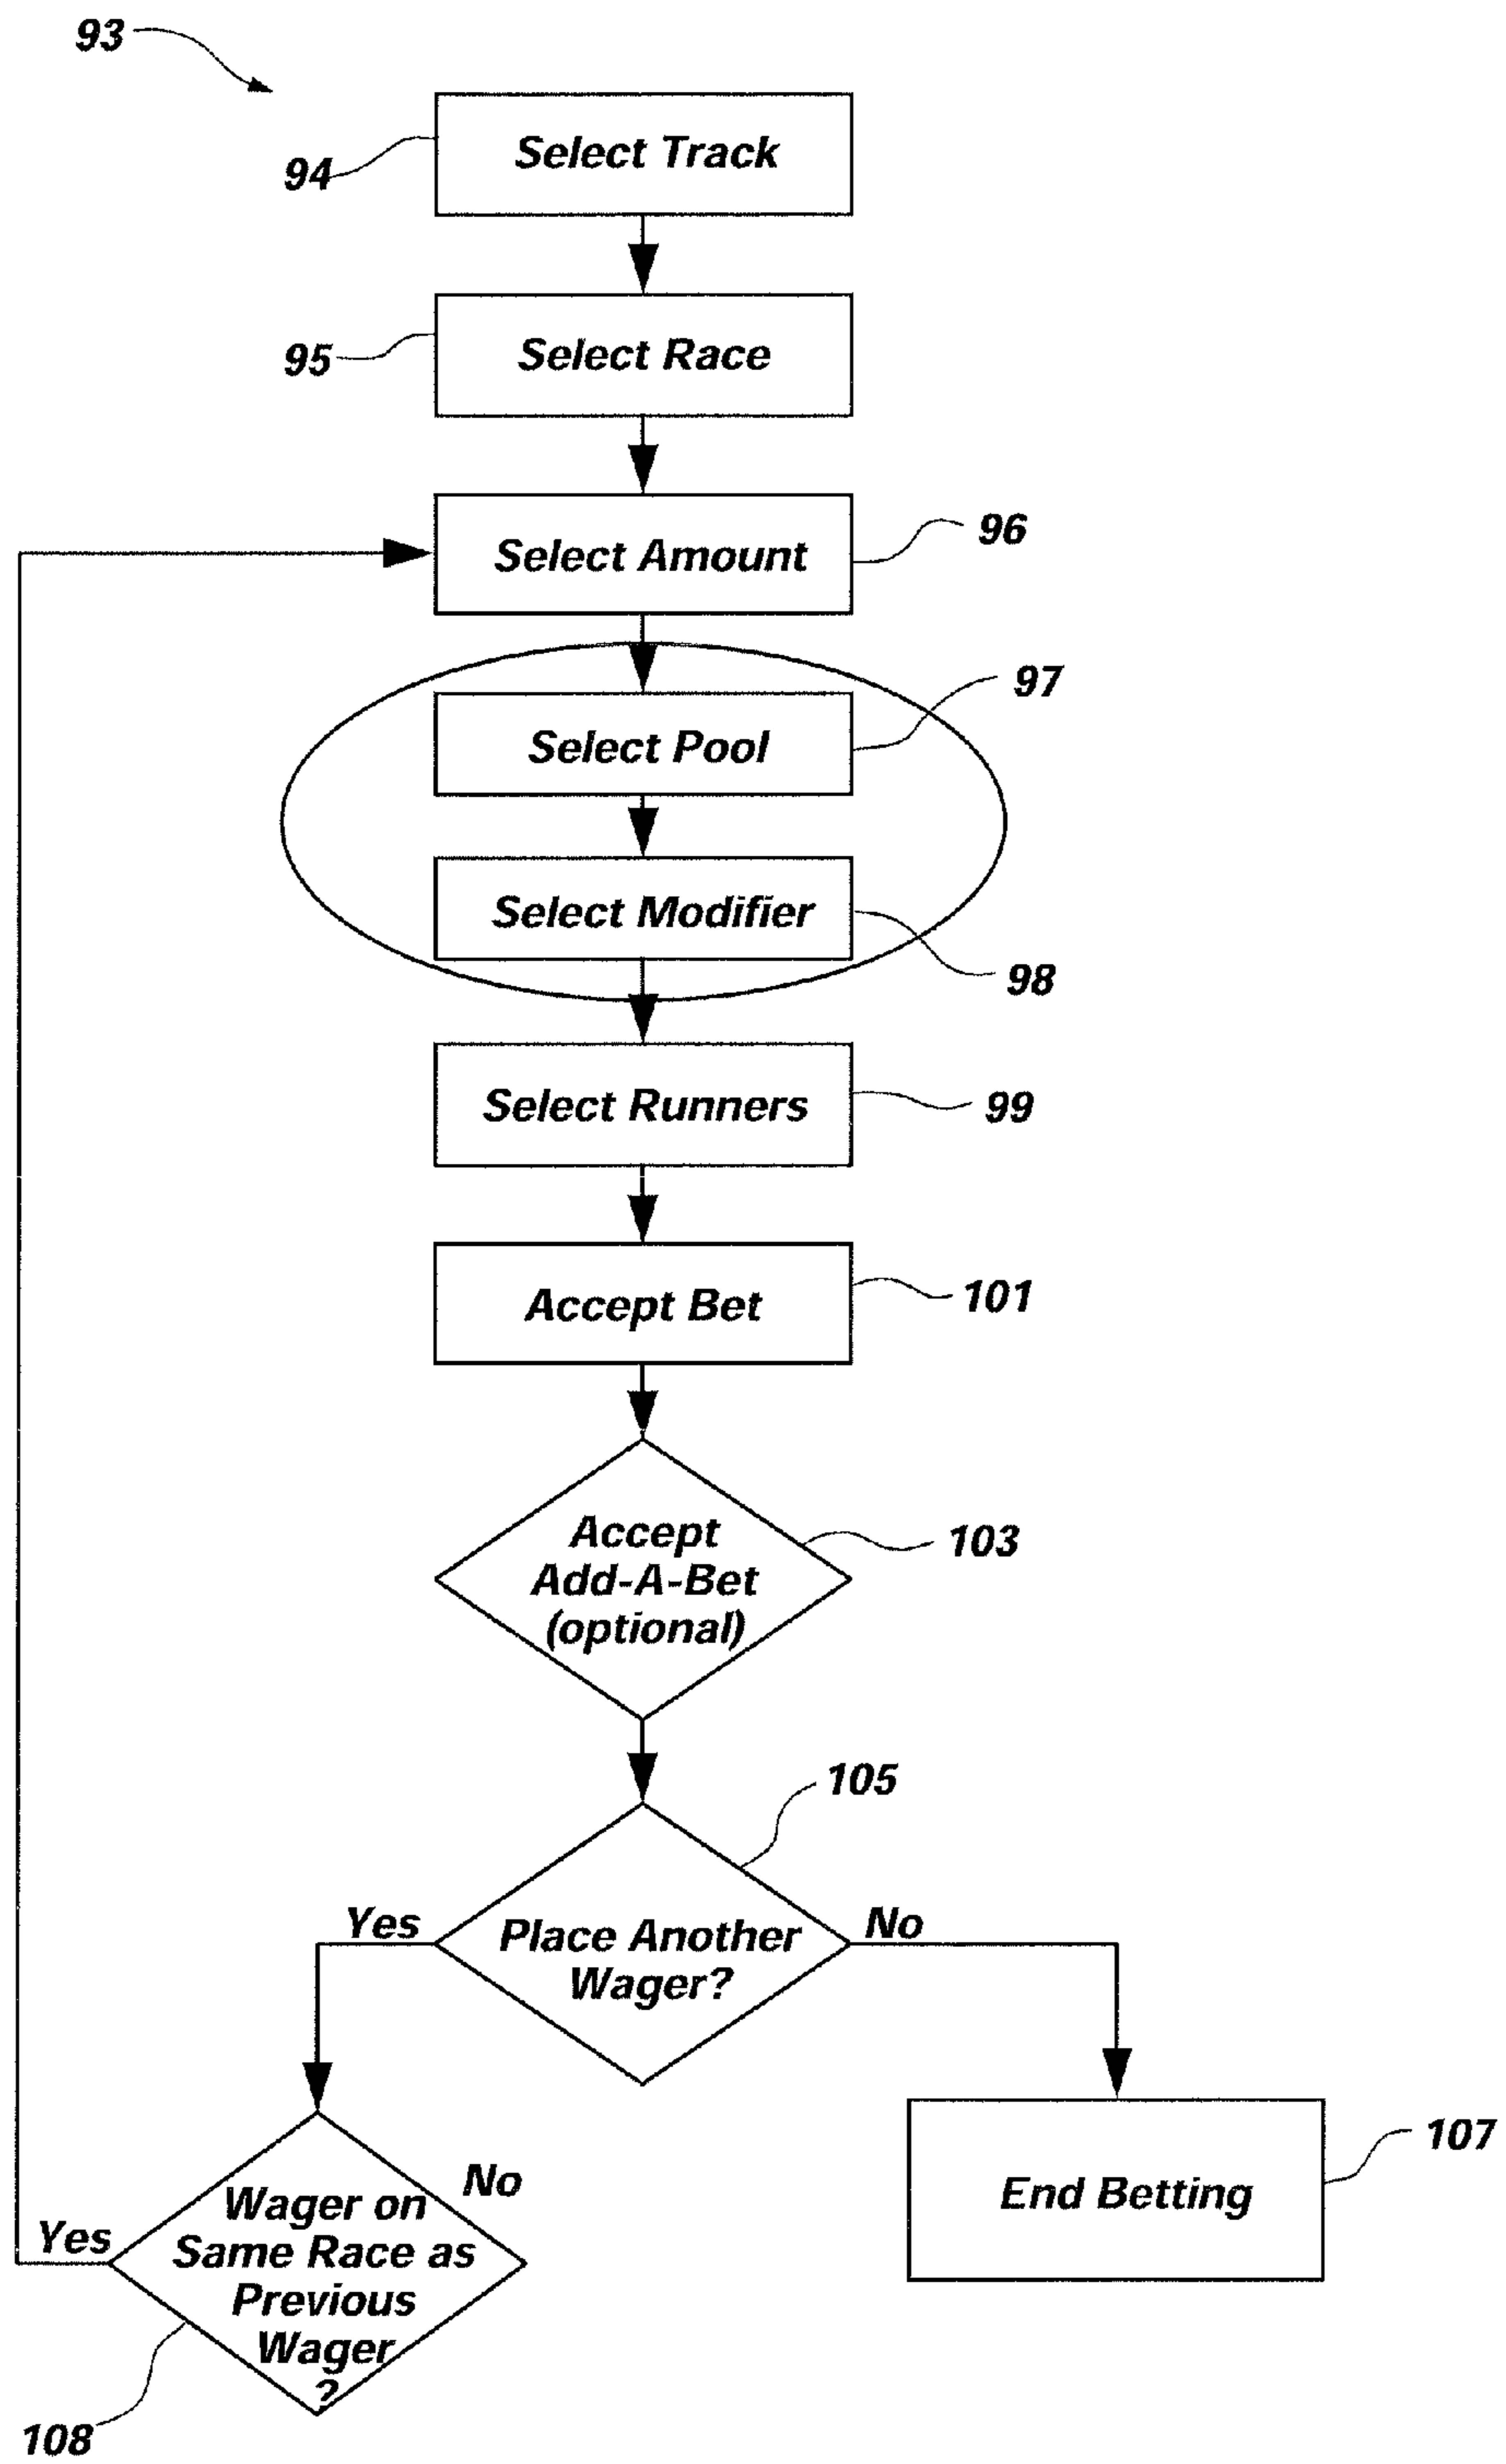 93
Select Track
94
Select Race
95
Select Amount
96
97
Select Pool
Select Modifier
98
Select Runners
99
Accept Bet
101
Accept
Add-A-Bet
(optional)
103
105
Yes
No
Place Another
Wager?
107
End Betting
No
Yes
Wager on
Same Race as
Previous
Wager
?
108